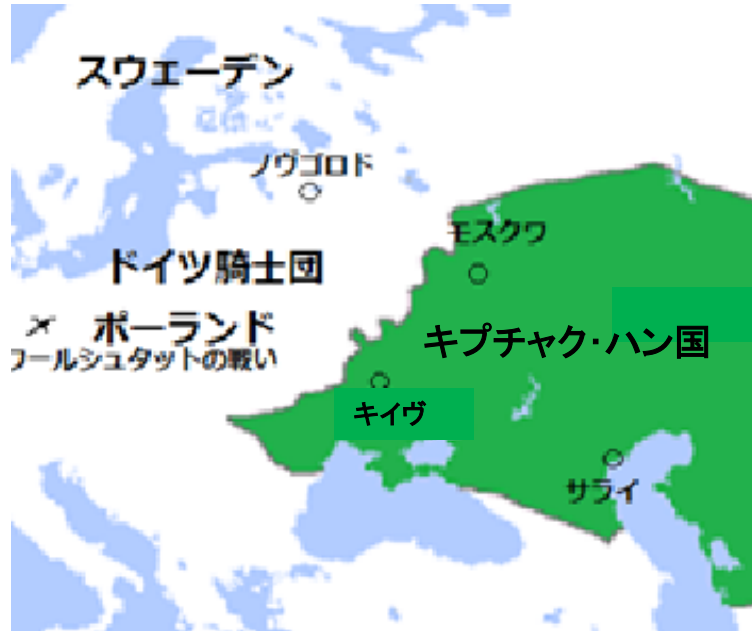 スウェーデン
ノヴゴロド
モスクワ
ドイツ騎士団
ポーランド
ワールシュタットの戦い
キプチャク・ハン国
キイヴ
サライ